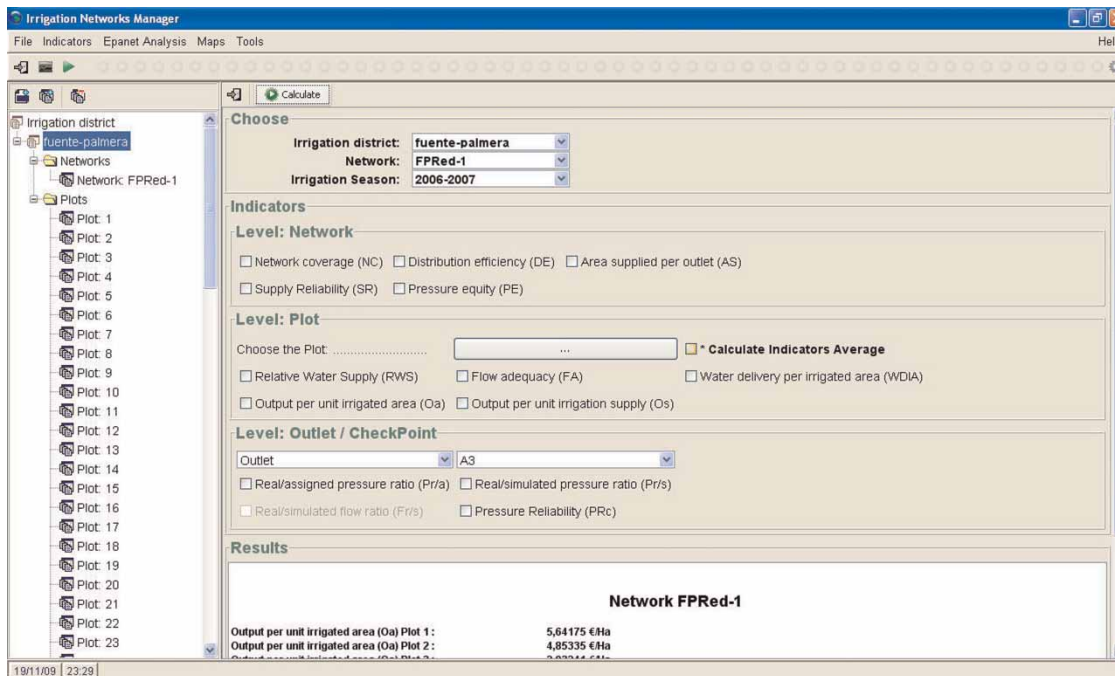 Irrigation Networks Manager
File Indicators Epanet Analysis Maps Tools Hel
Calculate
Irrigation district
fuente-palmera
Networks
Network: FPRed-1
Plots
Plot: 1
Plot: 2
Plot: 3
Plot: 4
Plot: 5
Plot: 6
Plot: 7
Plot: 8
Plot: 9
Plot: 10
Plot: 11
Plot: 12
Plot: 13
Plot: 14
Plot: 15
Plot: 16
Plot: 17
Plot: 18
Plot: 19
Plot: 20
Plot: 21
Plot: 22
Plot: 23
Choose
Irrigation district: fuente-palmera
Network: FPRed-1
Irrigation Season: 2006-2007
Indicators
Level: Network
Network coverage (NC) Distribution efficiency (DE) Area supplied per outlet (AS)
Supply Reliability (SR) Pressure equity (PE)
Level: Plot
Choose the Plot: ........................... ... * Calculate Indicators Average
Relative Water Supply (RWS) Flow adequacy (FA) Water delivery per irrigated area (WDIA)
Output per unit irrigated area (Oa) Output per unit irrigation supply (Os)
Level: Outlet / CheckPoint
Outlet A3
Real/assigned pressure ratio (Pr/a) Real/simulated pressure ratio (Pr/s)
Real/simulated flow ratio (Fr/s) Pressure Reliability (PRc)
Results
Network FPRed-1
Output per unit irrigated area (Oa) Plot 1 : 5,64175 €/Ha
Output per unit irrigated area (Oa) Plot 2 : 4,85335 €/Ha
19/11/09 23:29